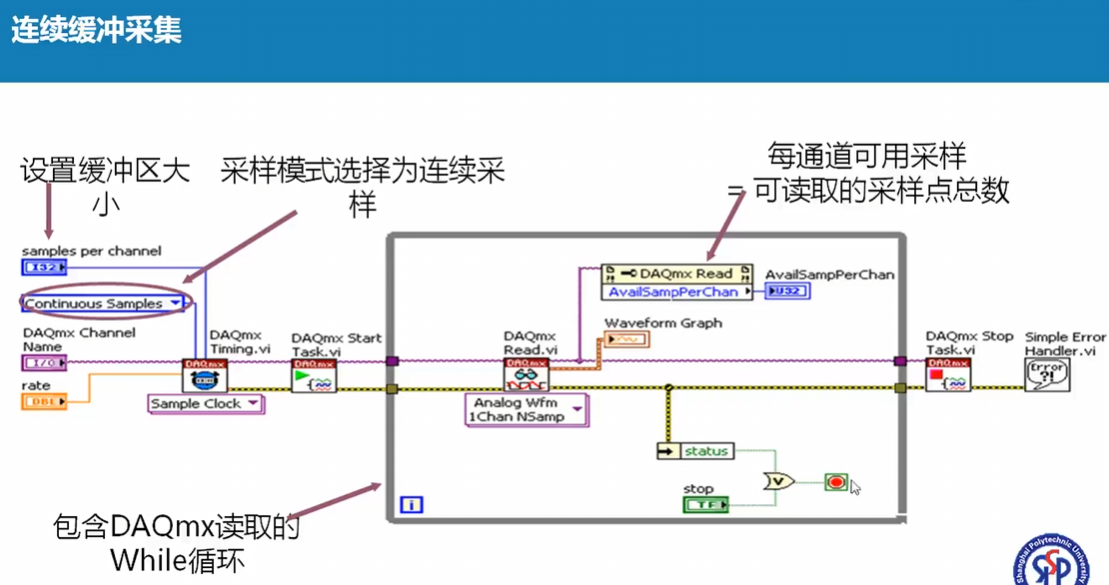 连续缓冲采集
设置缓冲区大
小
采样模式选择为连续采
样
每通道可用采样
= 可读取的采样点总数
samples per channel
I32
Continuous Samples
DAQmx Channel
Name
I/O
rate
DBL
DAQmx
Timing.vi
DAQmx
Sample Clock
DAQmx Start
Task.vi
DAQmx
DAQmx
Read.vi
DAQmx
Analog Wfm
1Chan NSamp
DAQmx Read
AvailSampPerChan
AvailSampPerChan
U32
Waveform Graph
status
stop
TF
V
i
DAQmx Stop
Task.vi
DAQmx
Simple Error
Handler.vi
Error
?!
包含DAQmx读取的
While循环
Shanghai Polytechnic University